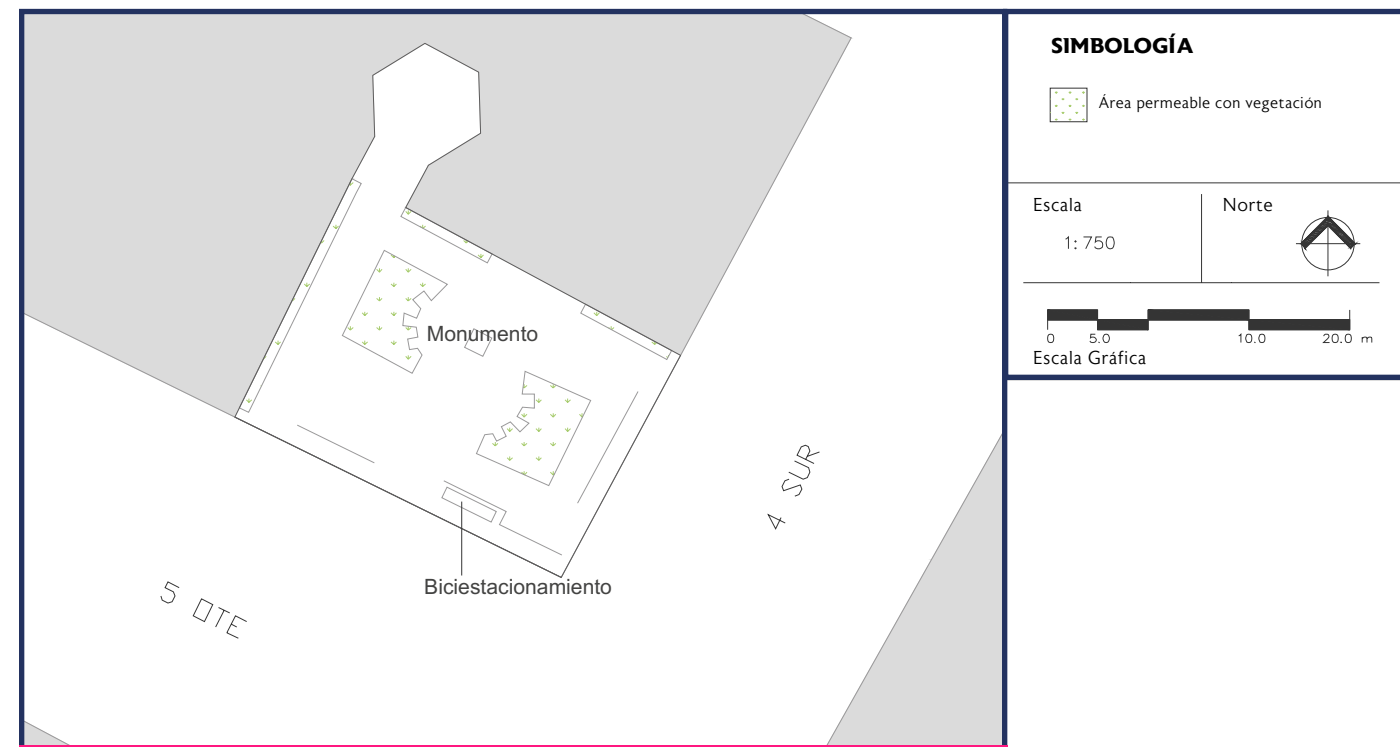 Monumento
Biciestacionamiento
5 OTE
4 SUR
SIMBOLOGÍA
Área permeable con vegetación
Escala
1:750
Norte
0 5.0 10.0 20.0 m
Escala Gráfica